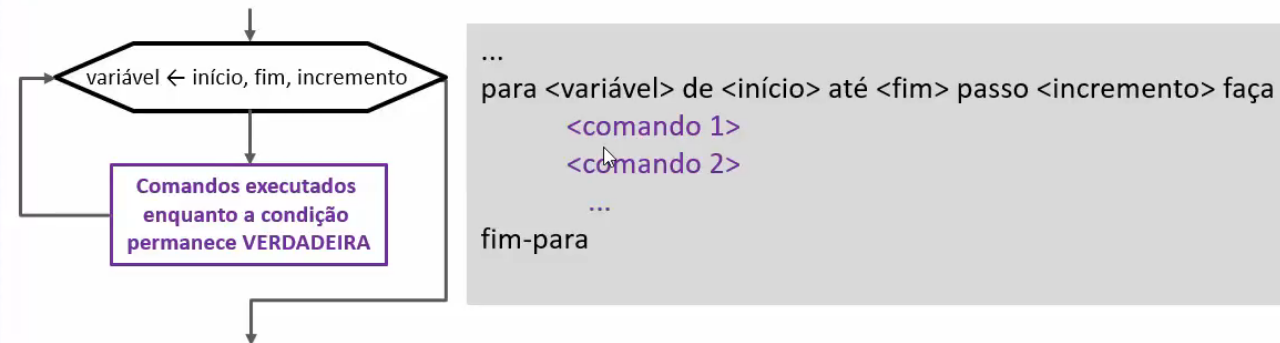 variável ← início, fim, incremento
Comandos executados
enquanto a condição
permanece VERDADEIRA
...
para <variável> de <início> até <fim> passo <incremento> faça
<comando 1>
<comando 2>
...
fim-para